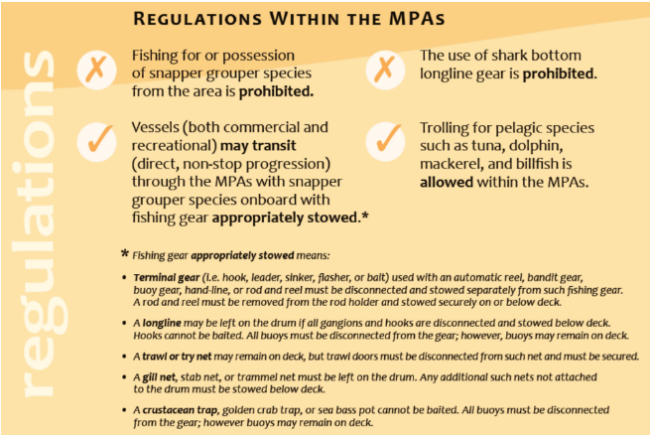 regulations
REGULATIONS WITHIN THE MPAS
Fishing for or possession
of snapper grouper species
from the area is prohibited.
The use of shark bottom
longline gear is prohibited.
Vessels (both commercial and
recreational) may transit
(direct, non-stop progression)
through the MPAs with snapper
grouper species onboard with
fishing gear appropriately stowed.*
Trolling for pelagic species
such as tuna, dolphin,
mackerel, and billfish is
allowed within the MPAs.
* Fishing gear appropriately stowed means:
• Terminal gear (i.e. hook, leader, sinker, flasher, or bait) used with an automatic reel, bandit gear,
buoy gear, hand-line, or rod and reel must be disconnected and stowed separately from such fishing gear.
A rod and reel must be removed from the rod holder and stowed securely on or below deck.
• A longline may be left on the drum if all gangions and hooks are disconnected and stowed below deck.
Hooks cannot be baited. All buoys must be disconnected from the gear; however, buoys may remain on deck.
• A trawl or try net may remain on deck, but trawl doors must be disconnected from such net and must be secured.
• A gill net, stab net, or trammel net must be left on the drum. Any additional such nets not attached
to the drum must be stowed below deck.
• A crustacean trap, golden crab trap, or sea bass pot cannot be baited. All buoys must be disconnected
from the gear; however buoys may remain on deck.